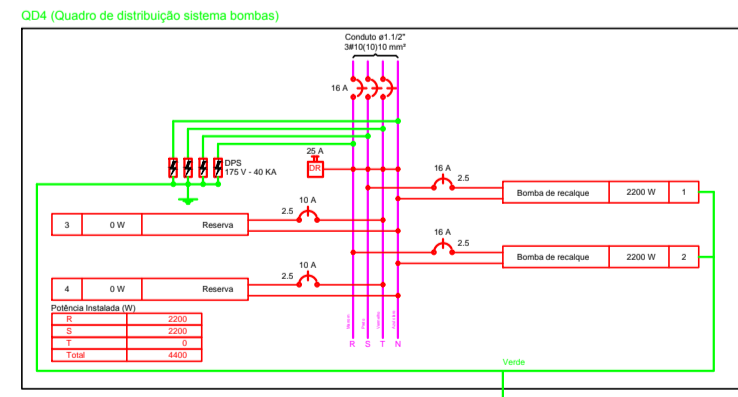 QD4 (Quadro de distribuição sistema bombas)
Conduto ø1.1/2"
3#10(10)10 mm²
16 A
25 A
DR
DPS
175 V - 40 KA
16 A
2.5
Bomba de recalque 2200 W 1
10 A
2.5
3 0 W Reserva
16 A
2.5
Bomba de recalque 2200 W 2
10 A
2.5
4 0 W Reserva
Potência Instalada (W)
R 2200
S 2200
T 0
Total 4400
R S T N
Verde